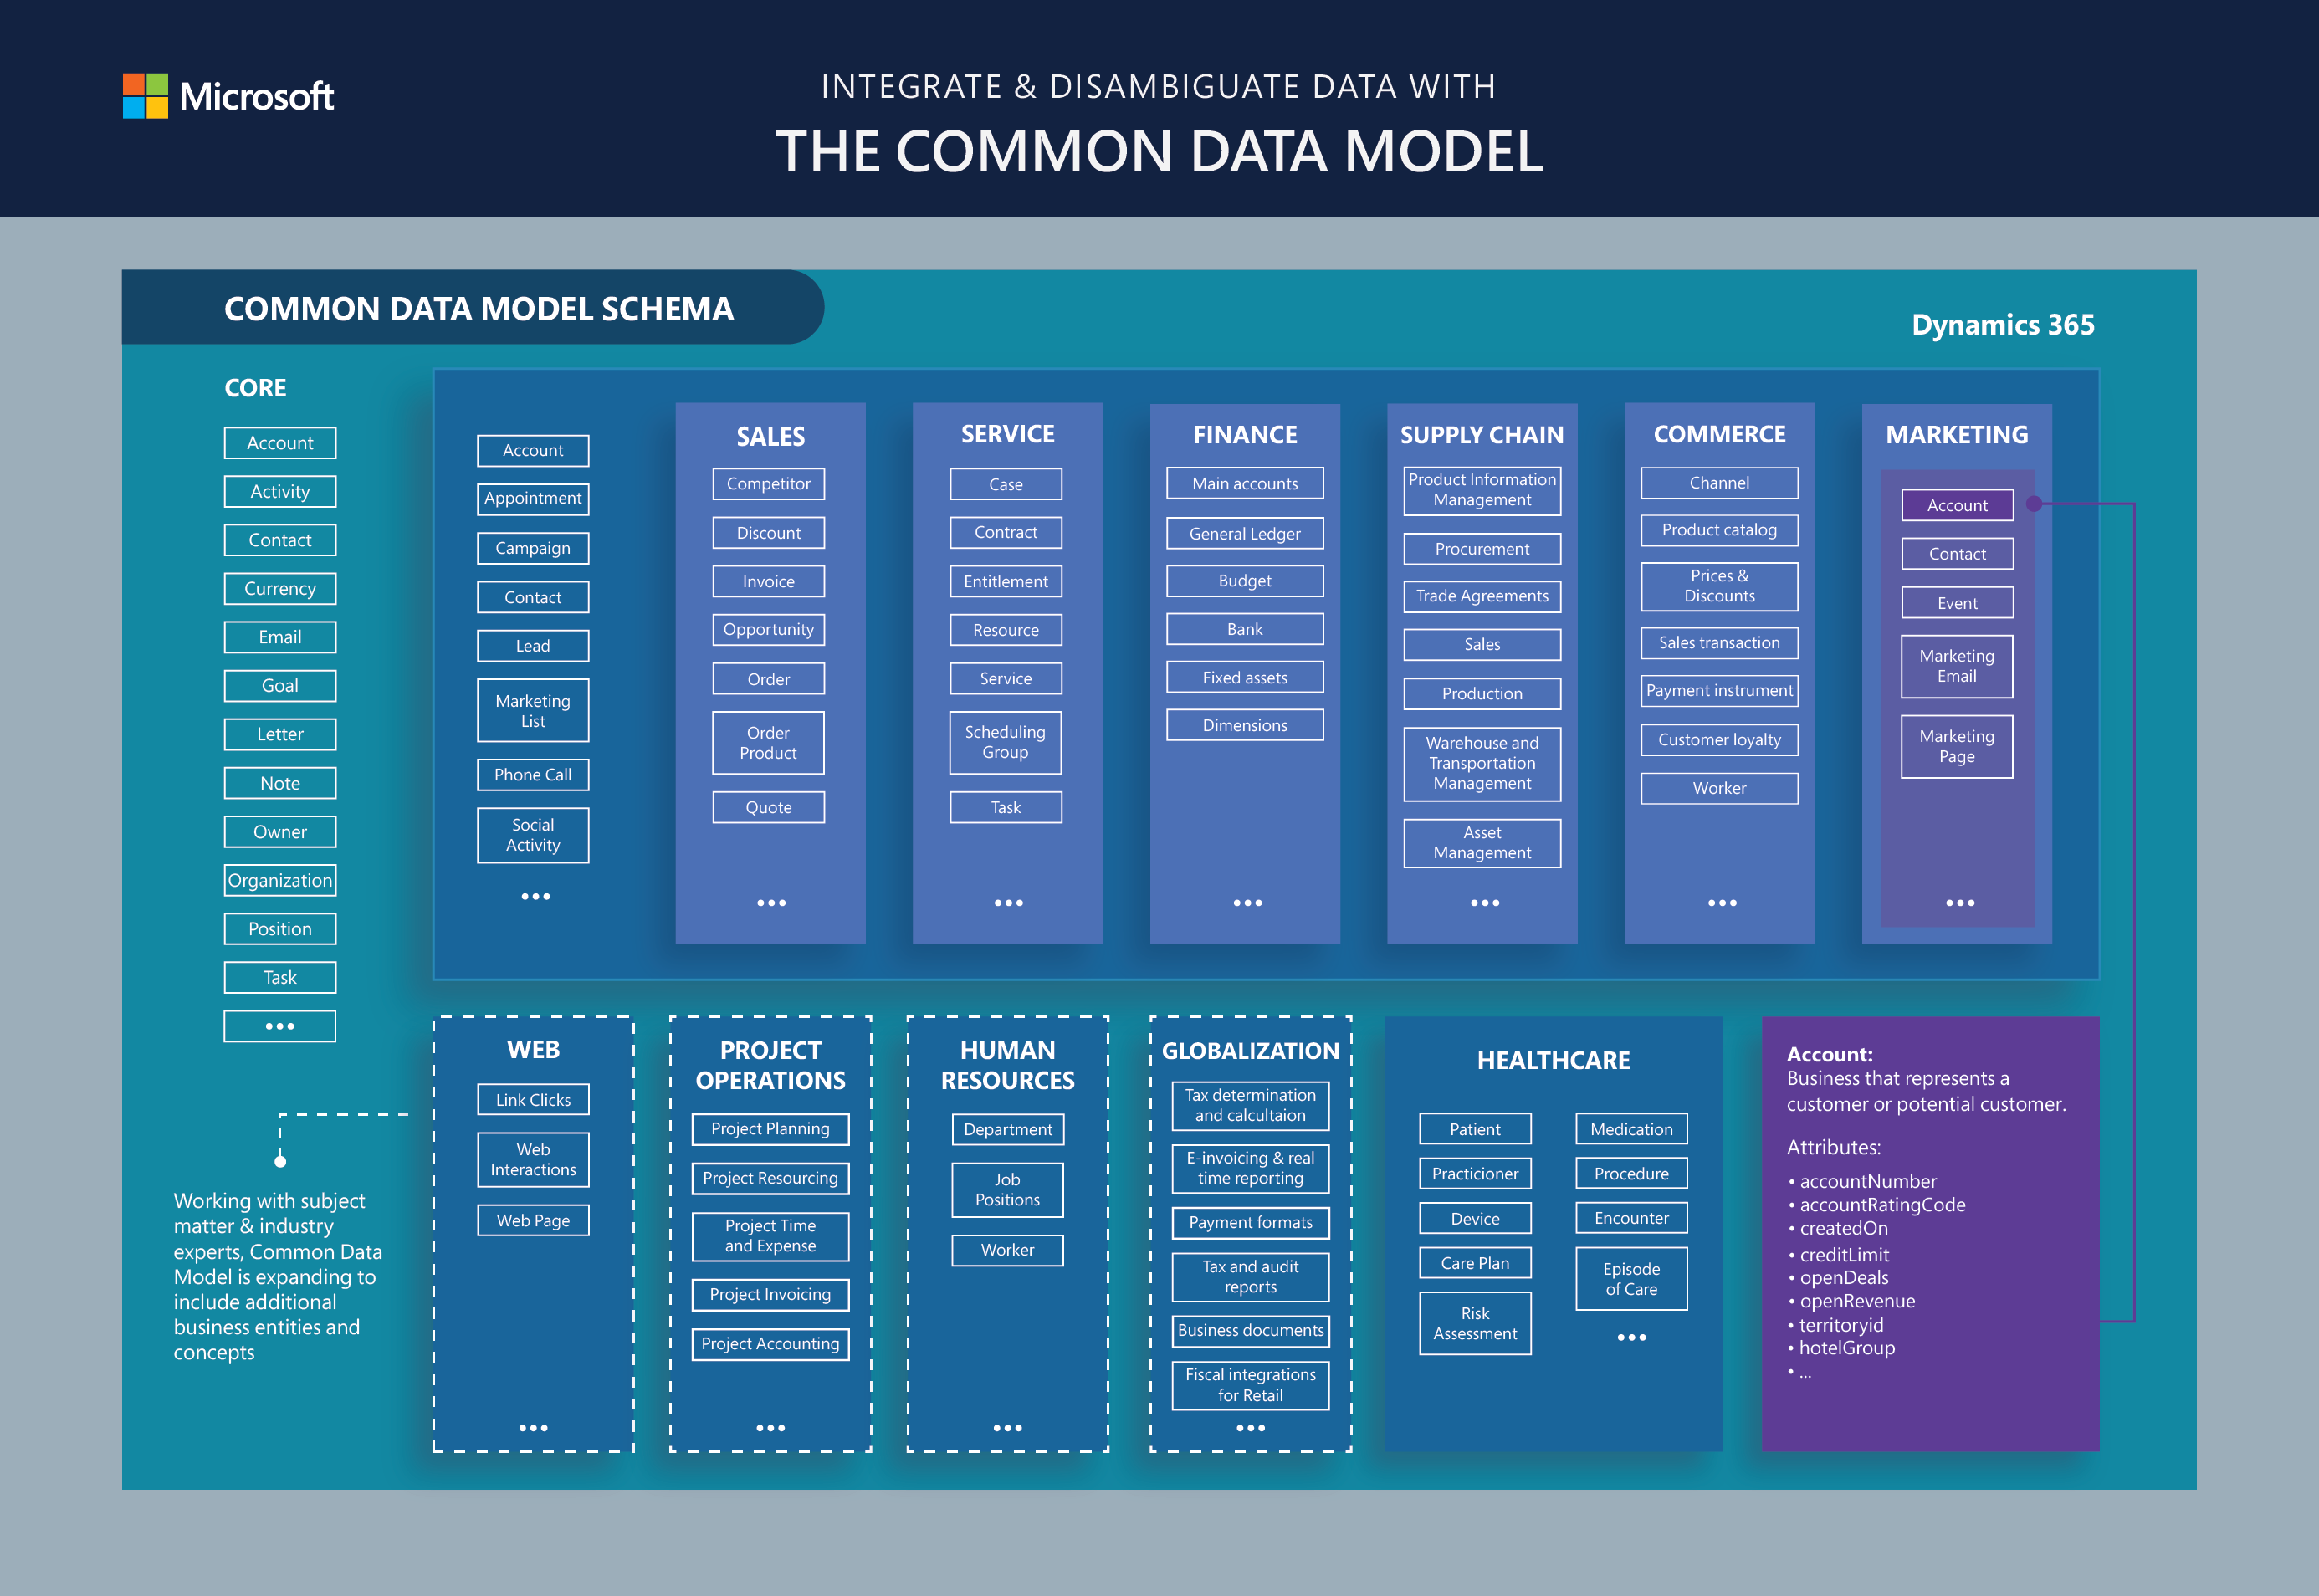 Microsoft
INTEGRATE & DISAMBIGUATE DATA WITH
THE COMMON DATA MODEL
COMMON DATA MODEL SCHEMA
Dynamics 365
CORE
Account
Activity
Contact
Currency
Email
Goal
Letter
Note
Owner
Organization
Position
Task
...
Account
Appointment
Campaign
Contact
Lead
Marketing
List
Phone Call
Social
Activity
...
SALES
Competitor
Discount
Invoice
Opportunity
Order
Order
Product
Quote
...
SERVICE
Case
Contract
Entitlement
Resource
Service
Scheduling
Group
Task
...
FINANCE
Main accounts
General Ledger
Budget
Bank
Fixed assets
Dimensions
...
SUPPLY CHAIN
Product Information
Management
Procurement
Trade Agreements
Sales
Production
Warehouse and
Transportation
Management
Asset
Management
...
COMMERCE
Channel
Product catalog
Prices &
Discounts
Sales transaction
Payment instrument
Customer loyalty
Worker
...
MARKETING
Account
Contact
Event
Marketing
Email
Marketing
Page
...
Working with subject
matter & industry
experts, Common Data
Model is expanding to
include additional
business entities and
concepts
WEB
Link Clicks
Web
Interactions
Web Page
...
PROJECT
OPERATIONS
Project Planning
Project Resourcing
Project Time
and Expense
Project Invoicing
Project Accounting
...
HUMAN
RESOURCES
Department
Job
Positions
Worker
...
GLOBALIZATION
Tax determination
and calcultaion
E-invoicing & real
time reporting
Payment formats
Tax and audit
reports
Business documents
Fiscal integrations
for Retail
...
HEALTHCARE
Patient
Practicioner
Device
Care Plan
Risk
Assessment
Medication
Procedure
Encounter
Episode
of Care
...
Account:
Business that represents a
customer or potential customer.
Attributes:
• accountNumber
• accountRatingCode
• createdOn
• creditLimit
• openDeals
• openRevenue
• territoryid
• hotelGroup
• ...